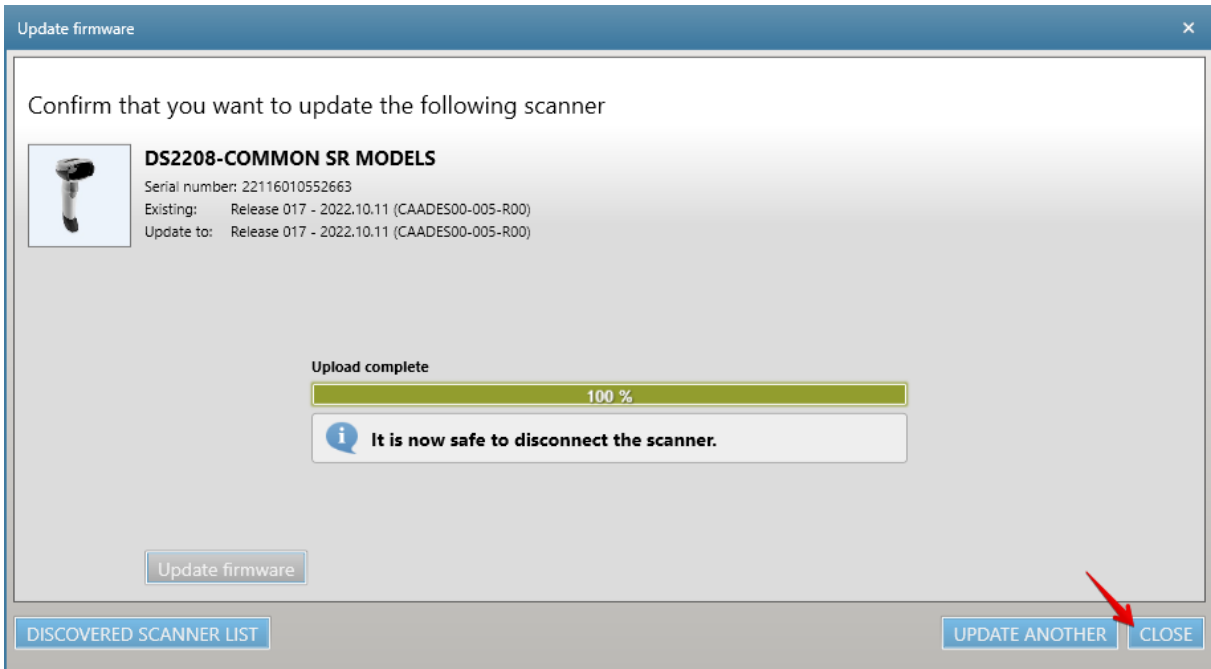 Update firmware
Confirm that you want to update the following scanner
DS2208-COMMON SR MODELS
Serial number: 22116010552663
Existing: Release 017 - 2022.10.11 (CAADES00-005-R00)
Update to: Release 017 - 2022.10.11 (CAADES00-005-R00)
Upload complete
100 %
It is now safe to disconnect the scanner.
Update firmware
DISCOVERED SCANNER LIST
UPDATE ANOTHER
CLOSE